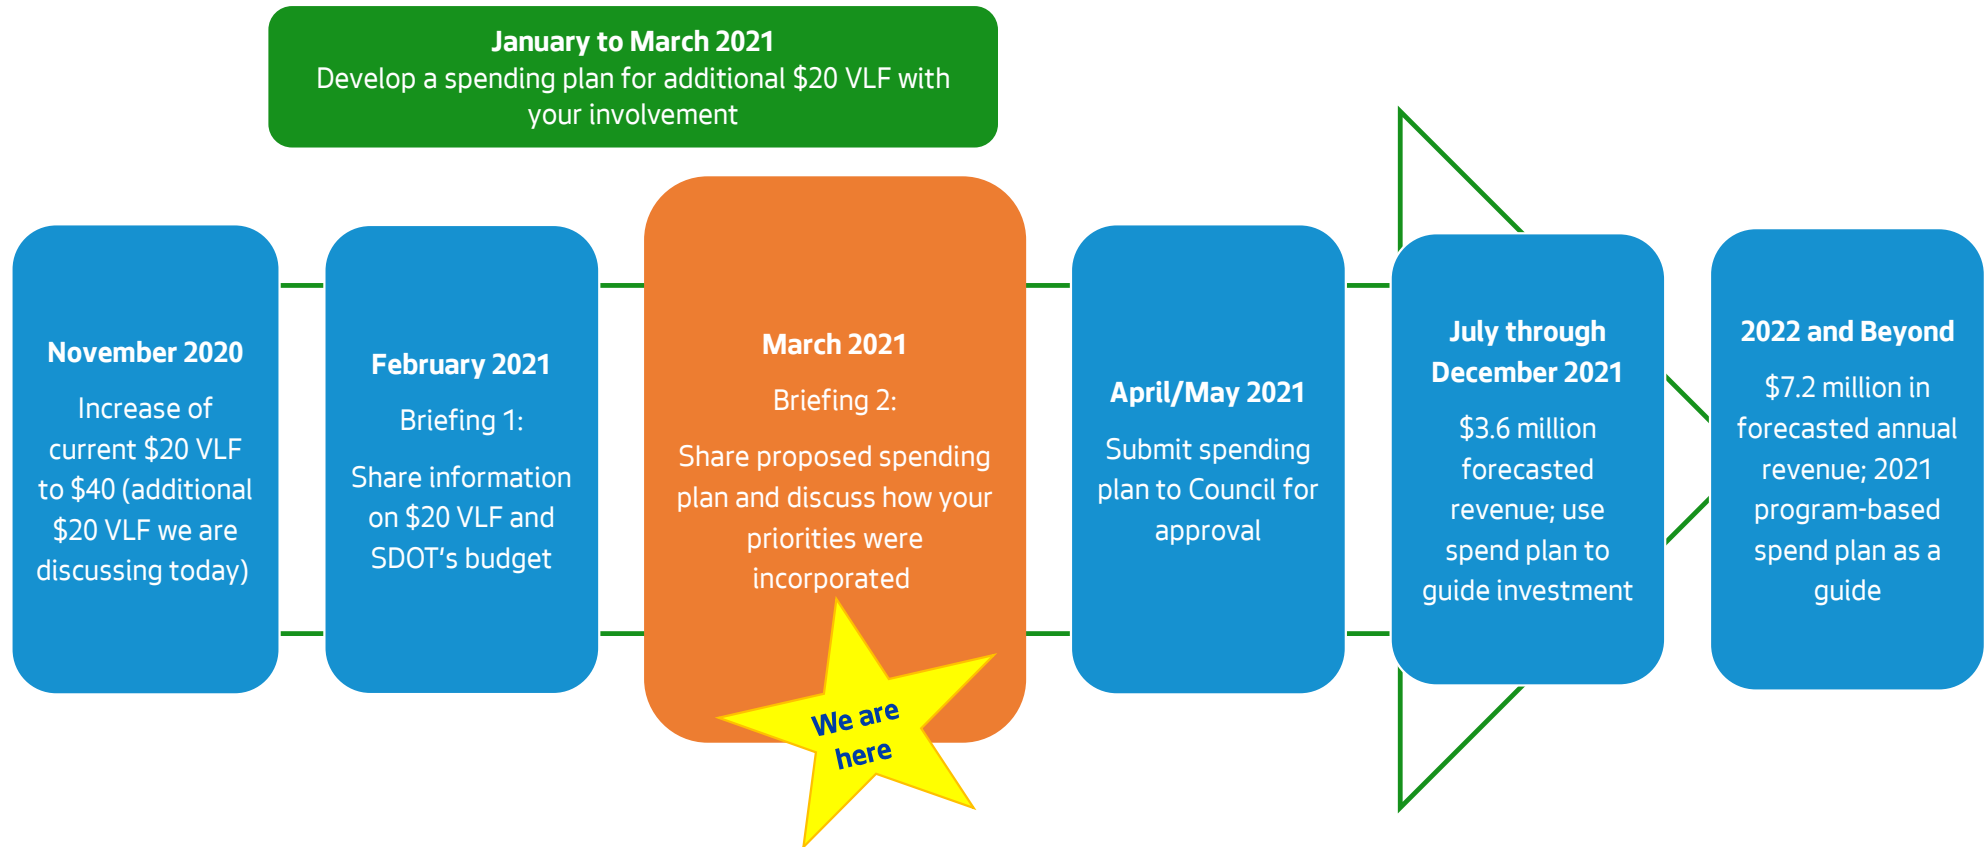 January to March 2021
Develop a spending plan for additional $20 VLF with
your involvement
November 2020
Increase of
current $20 VLF
to $40 (additional
$20 VLF we are
discussing today)
February 2021
Briefing 1:
Share information
on $20 VLF and
SDOT's budget
March 2021
Briefing 2:
Share proposed spending
plan and discuss how your
priorities were
incorporated
We are
here
April/May 2021
Submit spending
plan to Council for
approval
July through
December 2021
$3.6 million
forecasted
revenue; use
spend plan to
guide investment
2022 and Beyond
$7.2 million in
forecasted annual
revenue; 2021
program-based
spend plan as a
guide